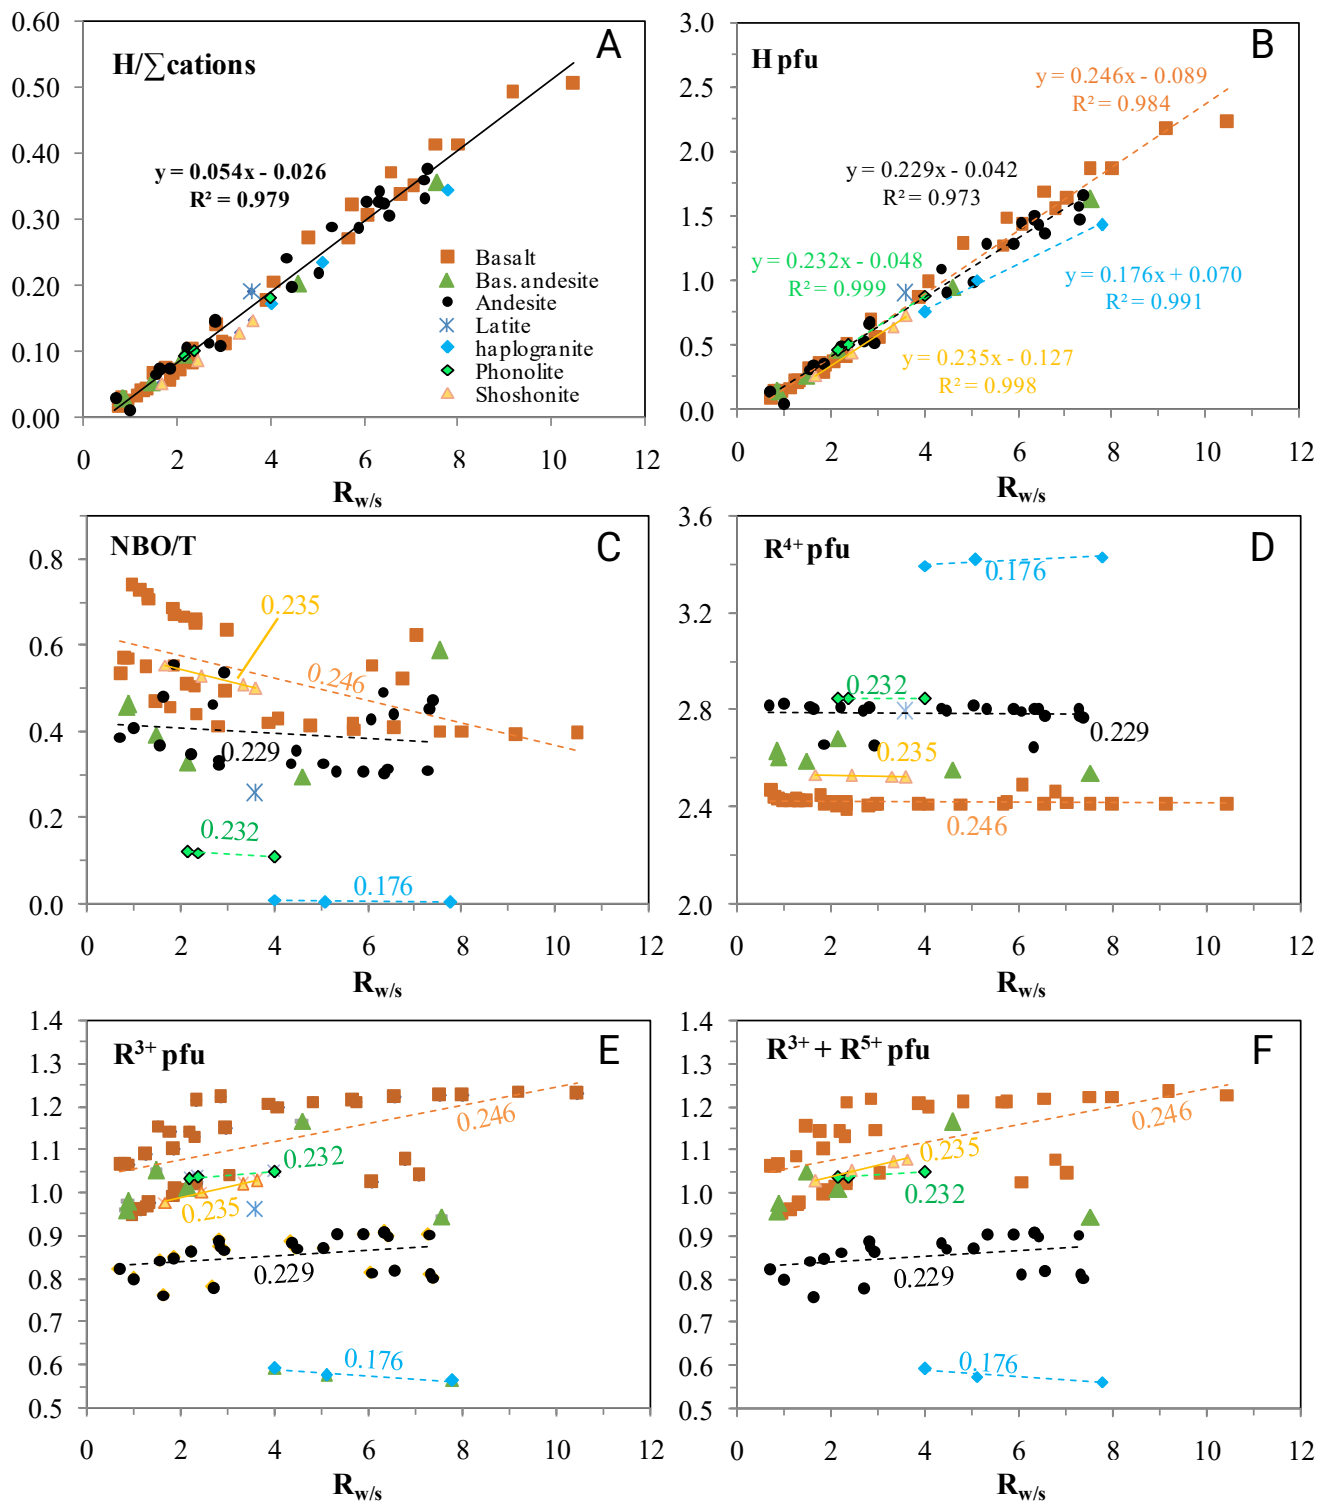 A
H/∑cations
0.60
0.50
0.40
0.30
0.20
0.10
0.00
y = 0.054x - 0.026
R² = 0.979
Basalt
Bas. andesite
Andesite
Latite
haplogranite
Phonolite
Shoshonite
0 2 4 6 8 10 12
Rw/s
B
H pfu
3.0
2.5
2.0
1.5
1.0
0.5
0.0
y = 0.246x - 0.089
R² = 0.984
y = 0.229x - 0.042
R² = 0.973
y = 0.232x - 0.048
R² = 0.999
y = 0.176x + 0.070
R² = 0.991
y = 0.235x - 0.127
R² = 0.998
0 2 4 6 8 10 12
Rw/s
NBO/T
C
0.8
0.6
0.4
0.2
0.0
0.235
0.246
0.229
0.232
0.176
0 2 4 6 8 10 12
Rw/s
R⁴⁺ pfu
D
3.6
3.2
2.8
2.4
2.0
0.176
0.232
0.229
0.235
0.246
0 2 4 6 8 10 12
Rw/s
R³⁺ pfu
E
1.4
1.3
1.2
1.1
1.0
0.9
0.8
0.7
0.6
0.5
0.246
0.232
0.235
0.229
0.176
0 2 4 6 8 10 12
Rw/s
R³⁺ + R⁵⁺ pfu
F
1.4
1.3
1.2
1.1
1.0
0.9
0.8
0.7
0.6
0.5
0.246
0.235
0.232
0.229
0.176
0 2 4 6 8 10 12
Rw/s